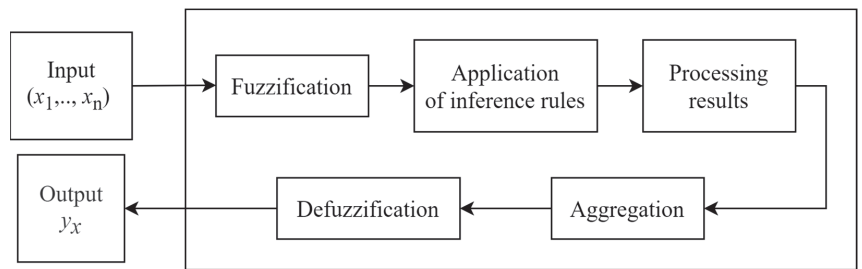 Input
(x₁,.., xₙ)
Fuzzification
Application
of inference rules
Processing
results
Output
yₓ
Defuzzification
Aggregation